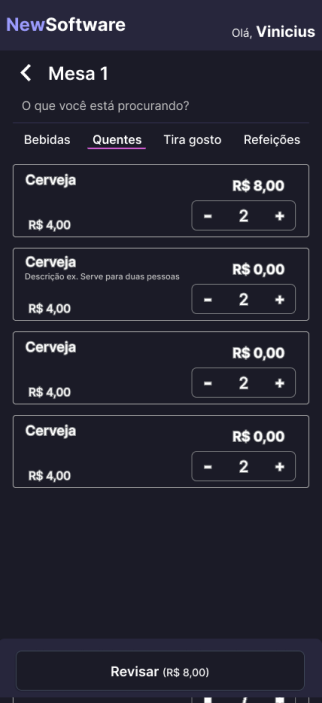 NewSoftware
Olá, Vinicius
Mesa 1
O que você está procurando?
Bebidas Quentes Tira gosto Refeições
Cerveja
R$ 8,00
R$ 4,00
- 2 +
Cerveja
Descrição ex. Serve para duas pessoas
R$ 0,00
R$ 4,00
- 2 +
Cerveja
R$ 0,00
R$ 4,00
- 2 +
Cerveja
R$ 0,00
R$ 4,00
- 2 +
Revisar (R$ 8,00)